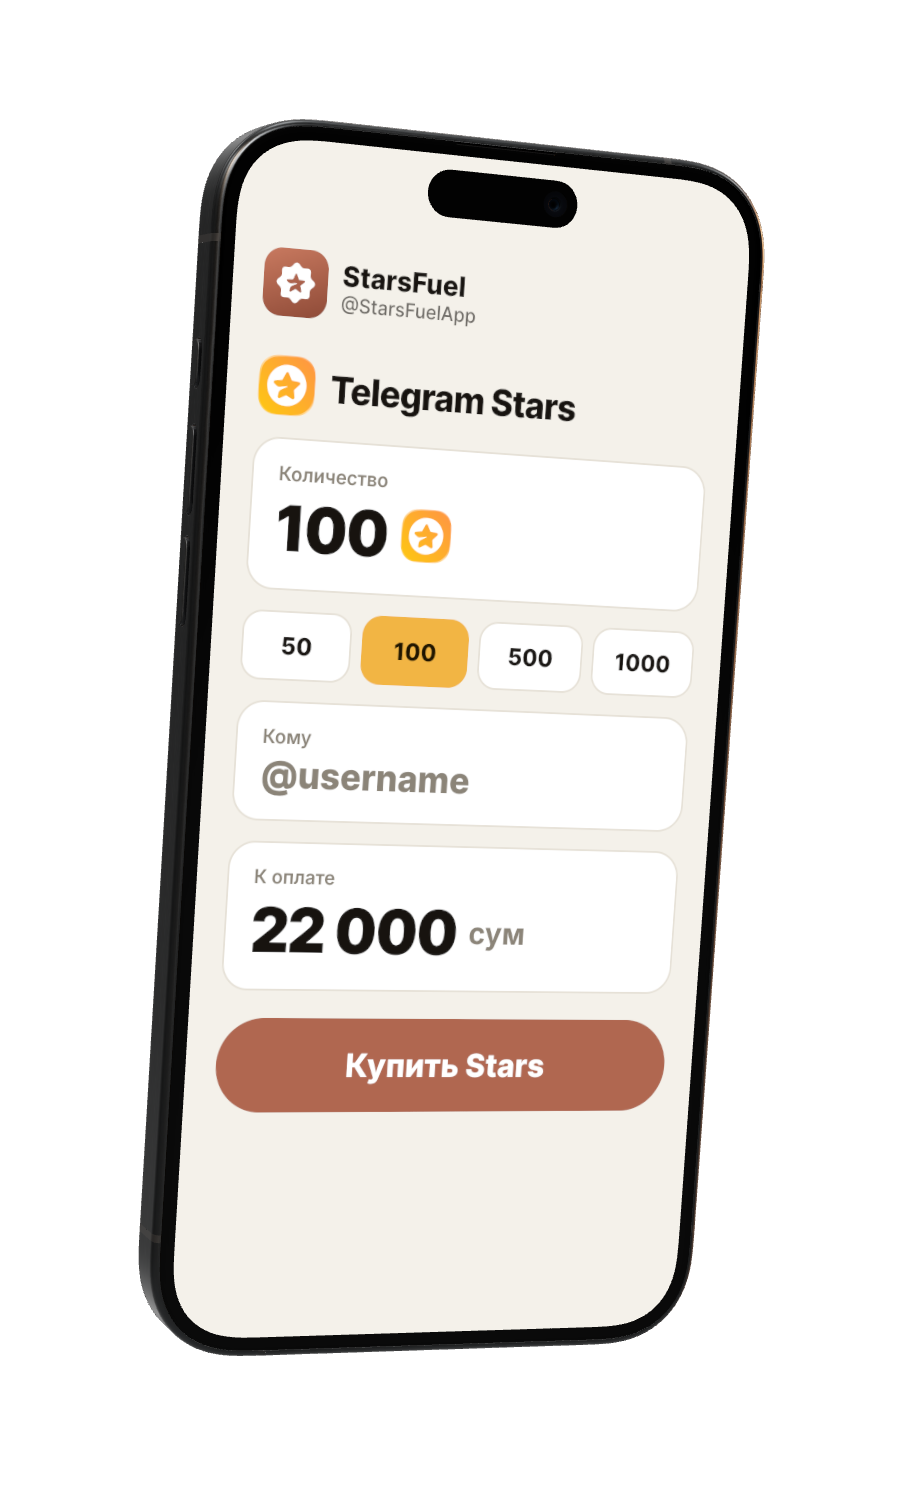 StarsFuel
@StarsFuelApp
Telegram Stars
Количество
100
50 100 500 1000
Кому
@username
К оплате
22 000 сум
Купить Stars